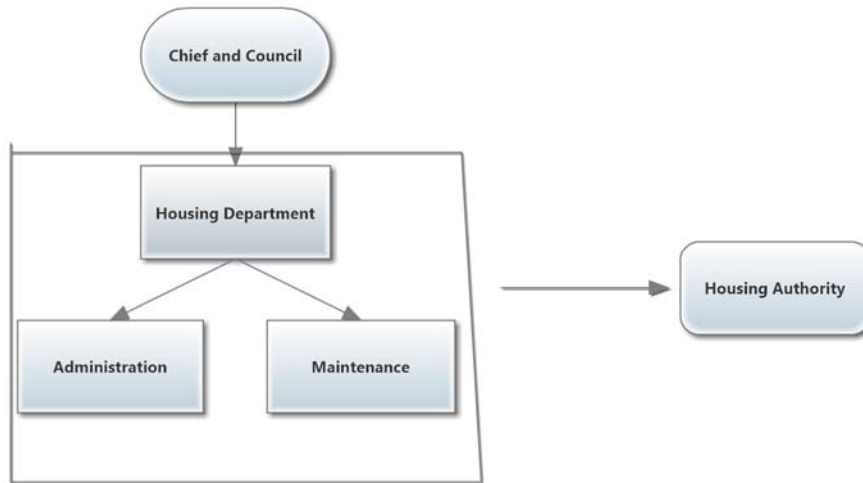 Chief and Council
Housing Department
Housing Authority
Administration
Maintenance